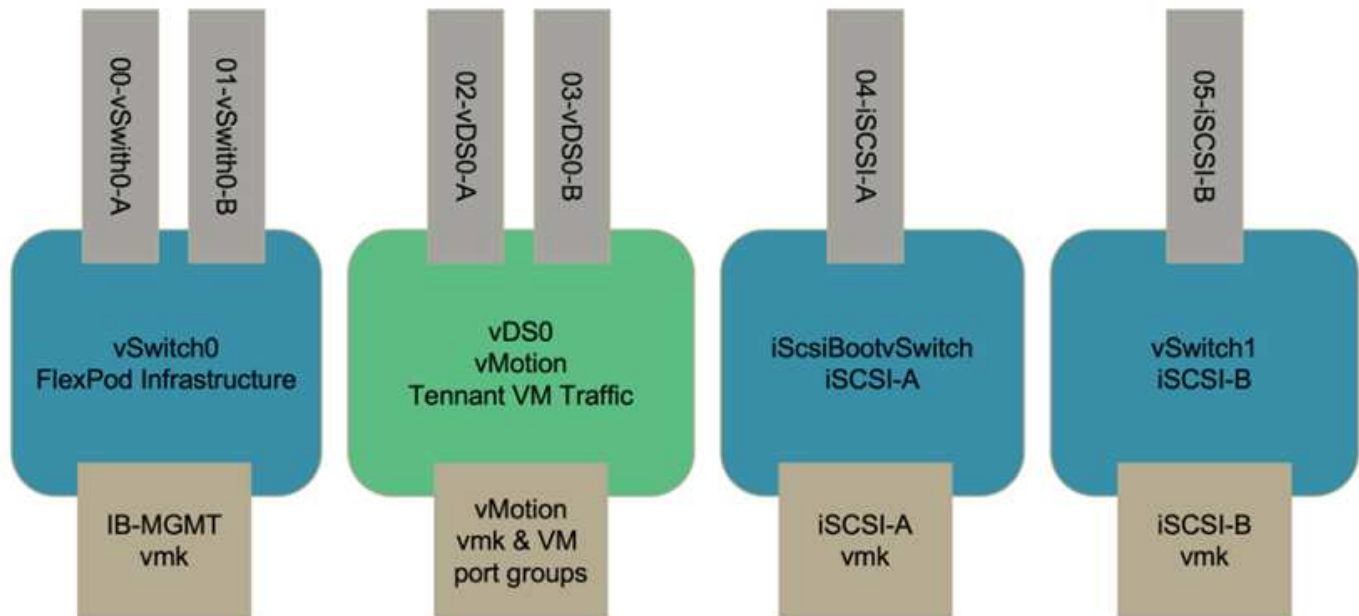 00-vSwith0-A
01-vSwith0-B
02-vDS0-A
03-vDS0-B
04-iSCSI-A
05-iSCSI-B
vSwitch0
FlexPod Infrastructure
vDS0
vMotion
Tennant VM Traffic
iScsiBootvSwitch
iSCSI-A
vSwitch1
iSCSI-B
IB-MGMT
vmk
vMotion
vmk & VM
port groups
iSCSI-A
vmk
iSCSI-B
vmk